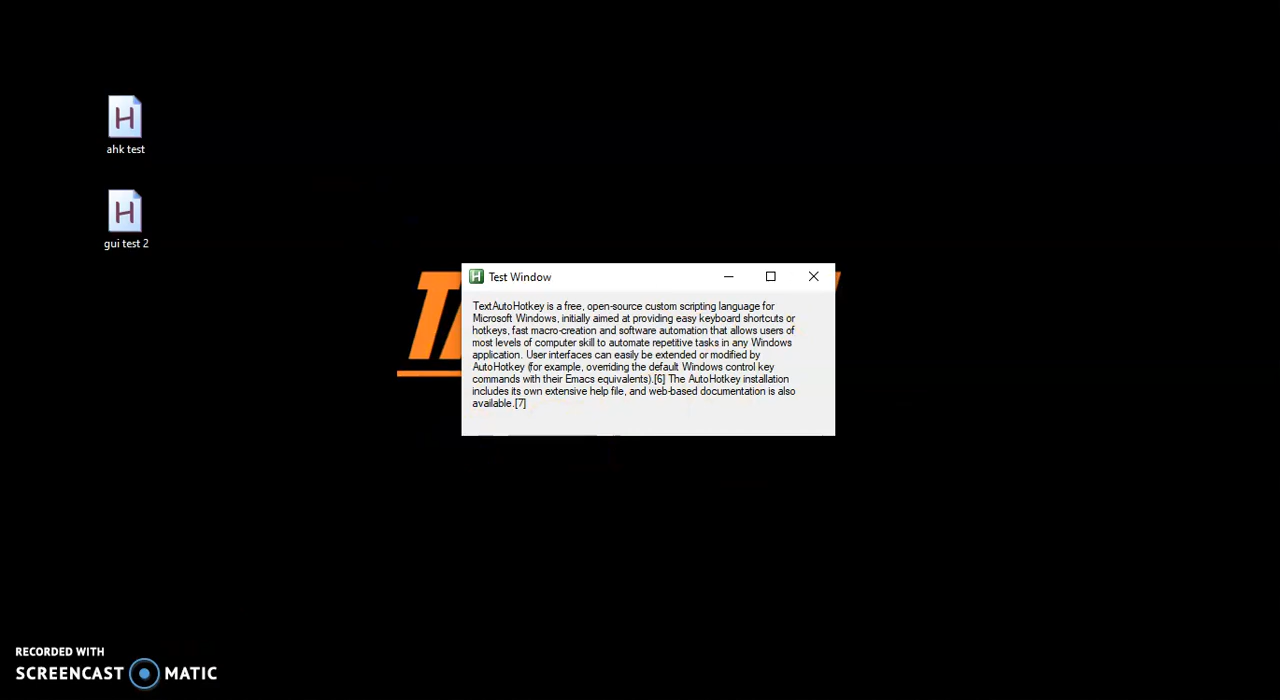 ahk test
gui test 2
Test Window
TextAutoHotkey is a free, open-source custom scripting language for
Microsoft Windows, initially aimed at providing easy keyboard shortcuts or
hotkeys, fast macro-creation and software automation that allows users of
most levels of computer skill to automate repetitive tasks in any Windows
application. User interfaces can easily be extended or modified by
AutoHotkey (for example, overriding the default Windows control key
commands with their Emacs equivalents).[6] The AutoHotkey installation
includes its own extensive help file, and web-based documentation is also
available.[7]
RECORDED WITH
SCREENCAST MATIC